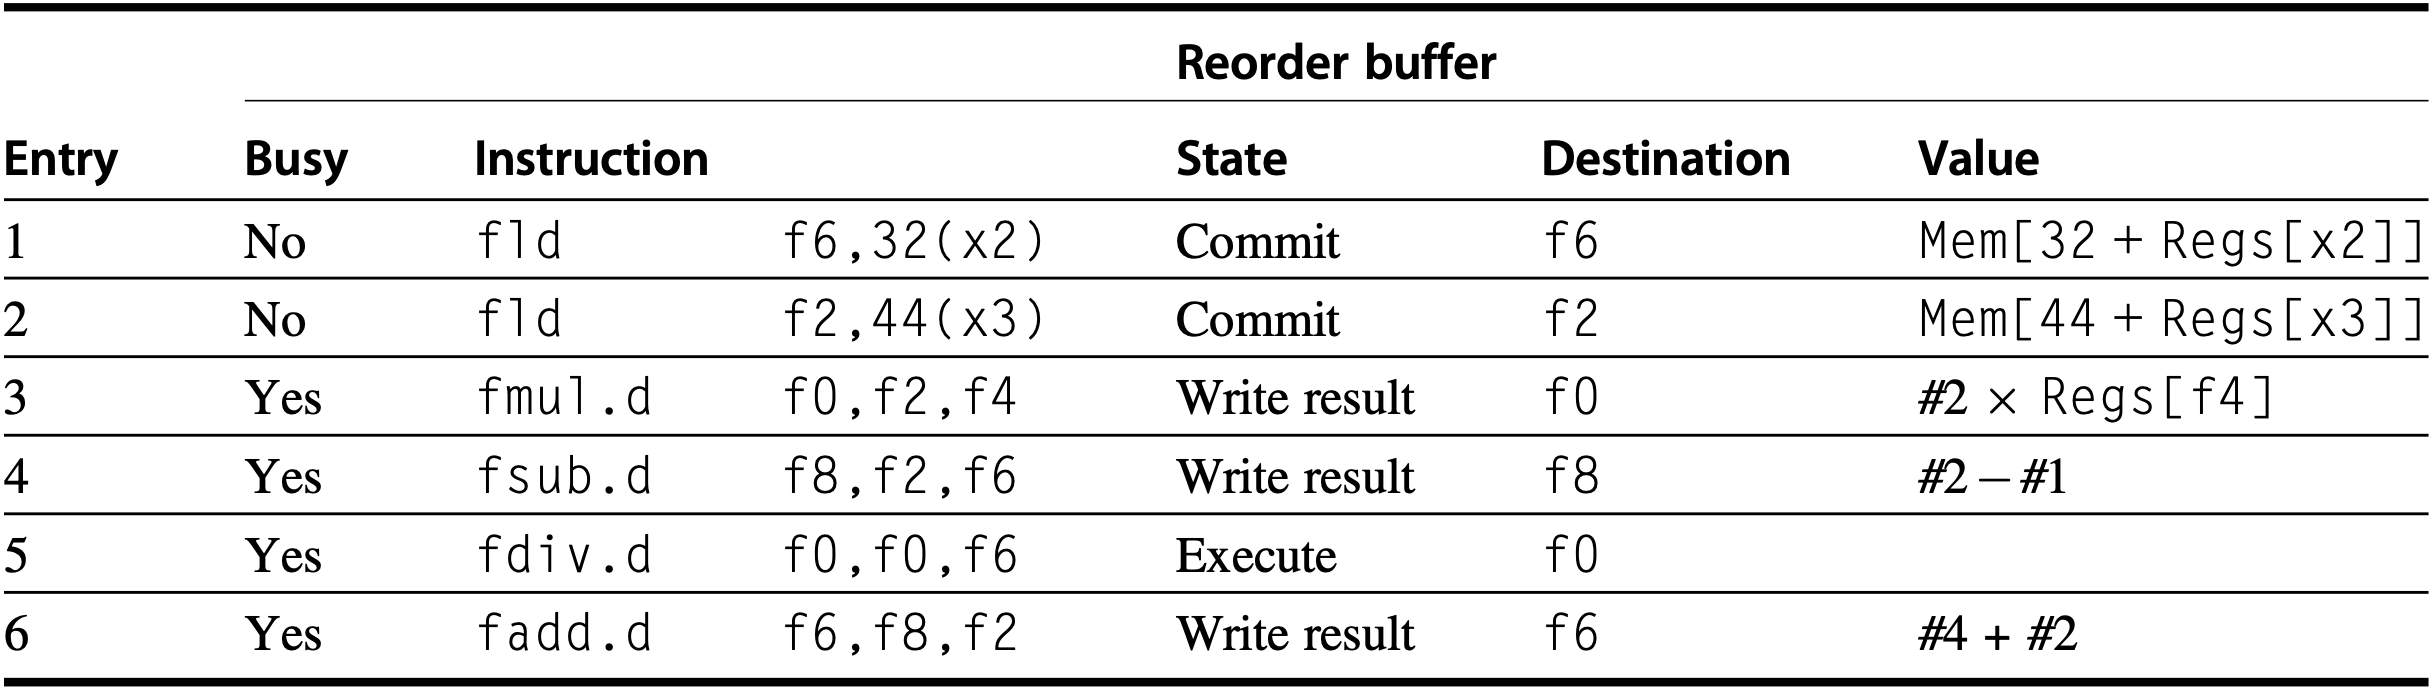 Reorder buffer
Entry Busy Instruction State Destination Value
1 No fld f6,32(x2) Commit f6 Mem[32 + Regs[x2]]
2 No fld f2,44(x3) Commit f2 Mem[44 + Regs[x3]]
3 Yes fmul.d f0,f2,f4 Write result f0 #2 × Regs[f4]
4 Yes fsub.d f8,f2,f6 Write result f8 #2 − #1
5 Yes fdiv.d f0,f0,f6 Execute f0
6 Yes fadd.d f6,f8,f2 Write result f6 #4 + #2